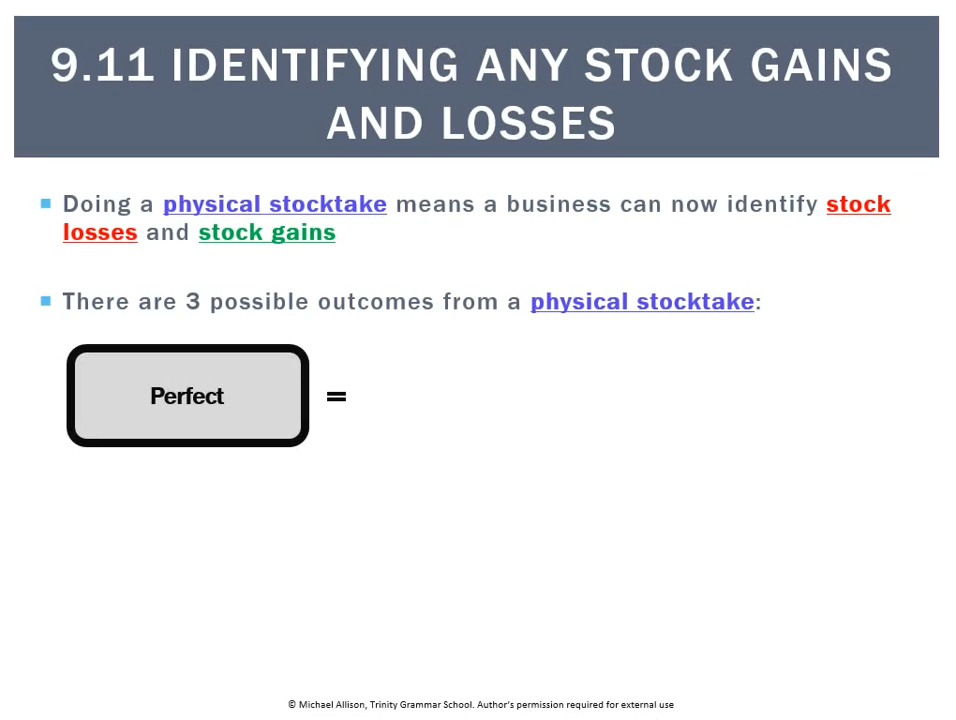 9.11 IDENTIFYING ANY STOCK GAINS
AND LOSSES
Doing a physical stocktake means a business can now identify stock
losses and stock gains
There are 3 possible outcomes from a physical stocktake:
Perfect =
© Michael Allison, Trinity Grammar School. Author's permission required for external use